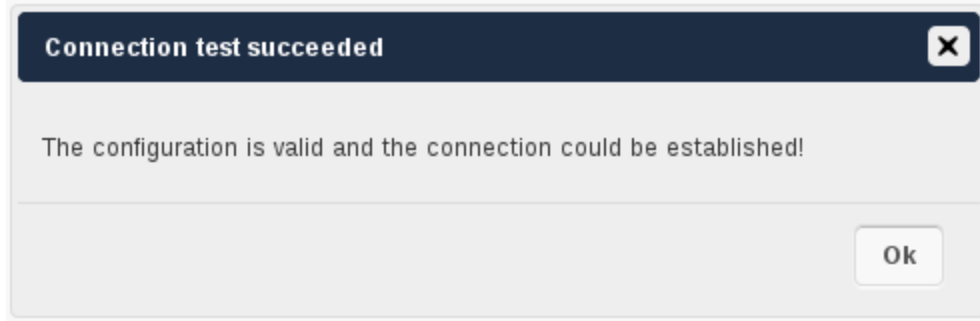 Connection test succeeded
The configuration is valid and the connection could be established!
Ok